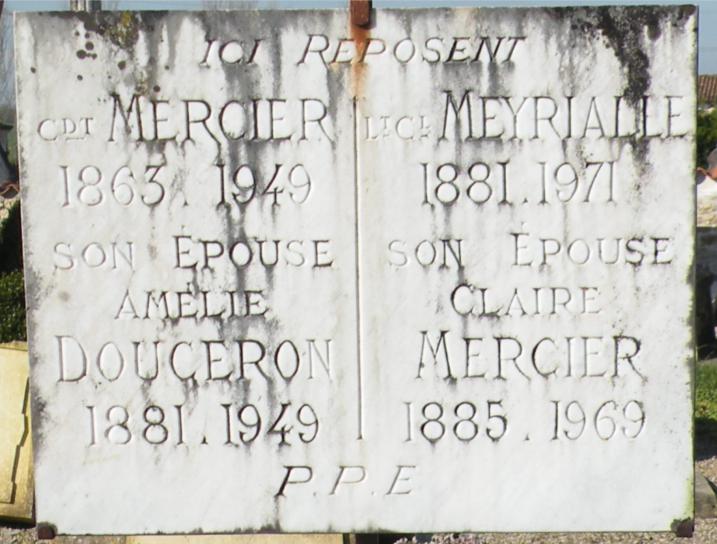 ICI REPOSENT
CDT MERCIER
1863. 1949
SON ÉPOUSE
AMÉLIE
DOUCERON
1881. 1949
LT CL MEYRIALLE
1881. 1971
SON ÉPOUSE
CLAIRE
MERCIER
1885. 1969
P.P.E